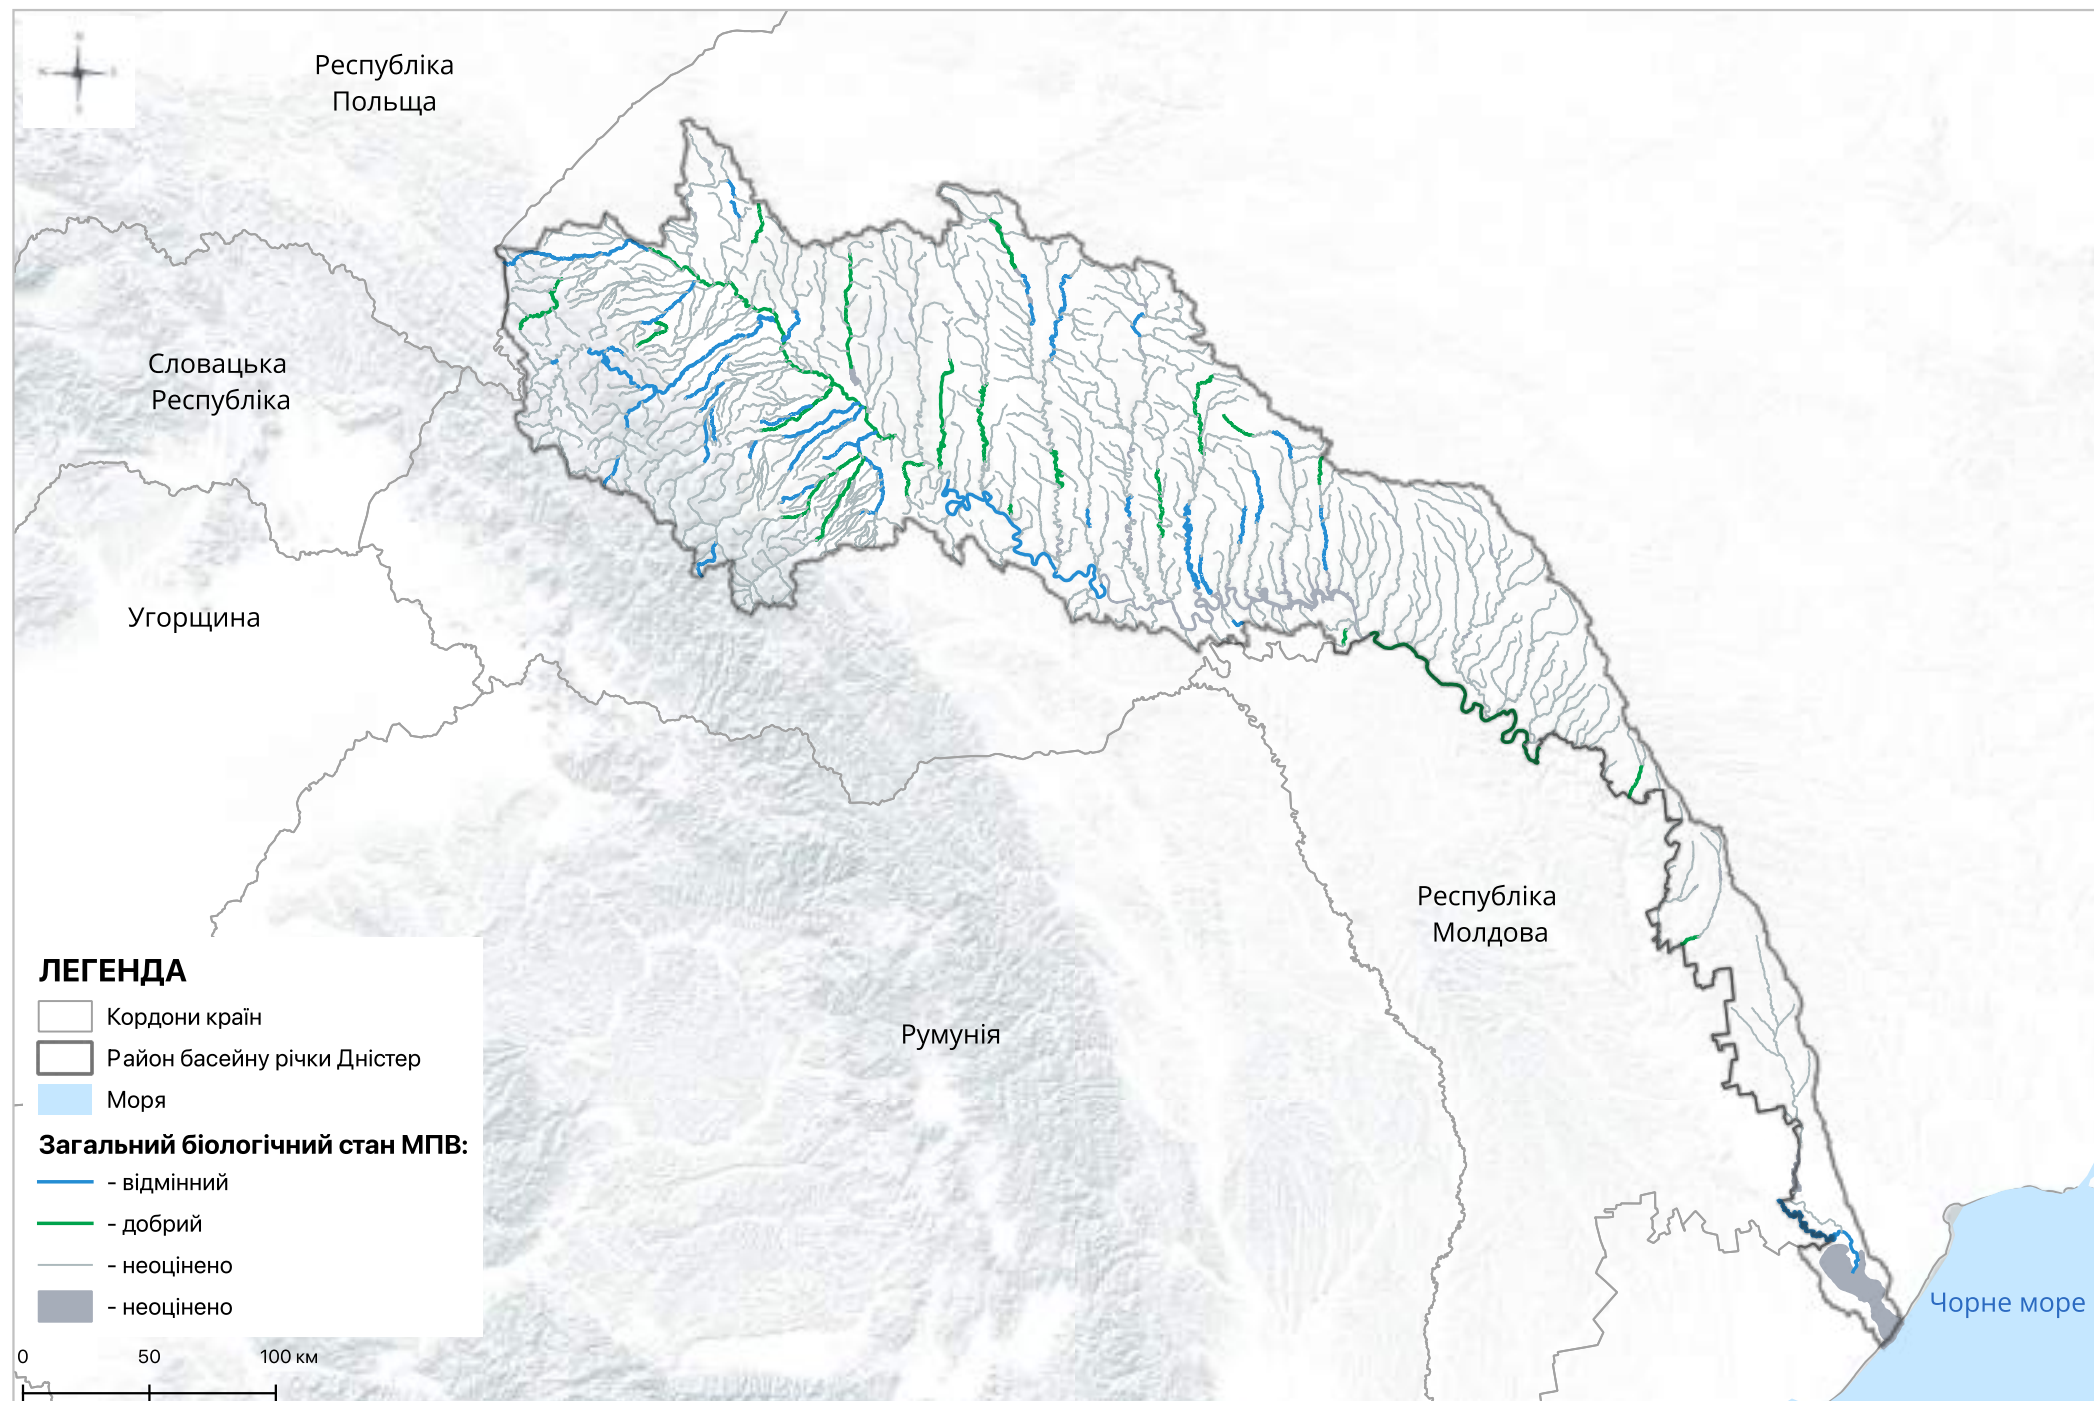 Республіка
Польща
Словацька
Республіка
Угорщина
Республіка
Молдова
Румунія
Чорне море
ЛЕГЕНДА
Кордони країн
Район басейну річки Дністер
Моря
Загальний біологічний стан МПВ:
- відмінний
- добрий
- неоцінено
- неоцінено
0 50 100 км